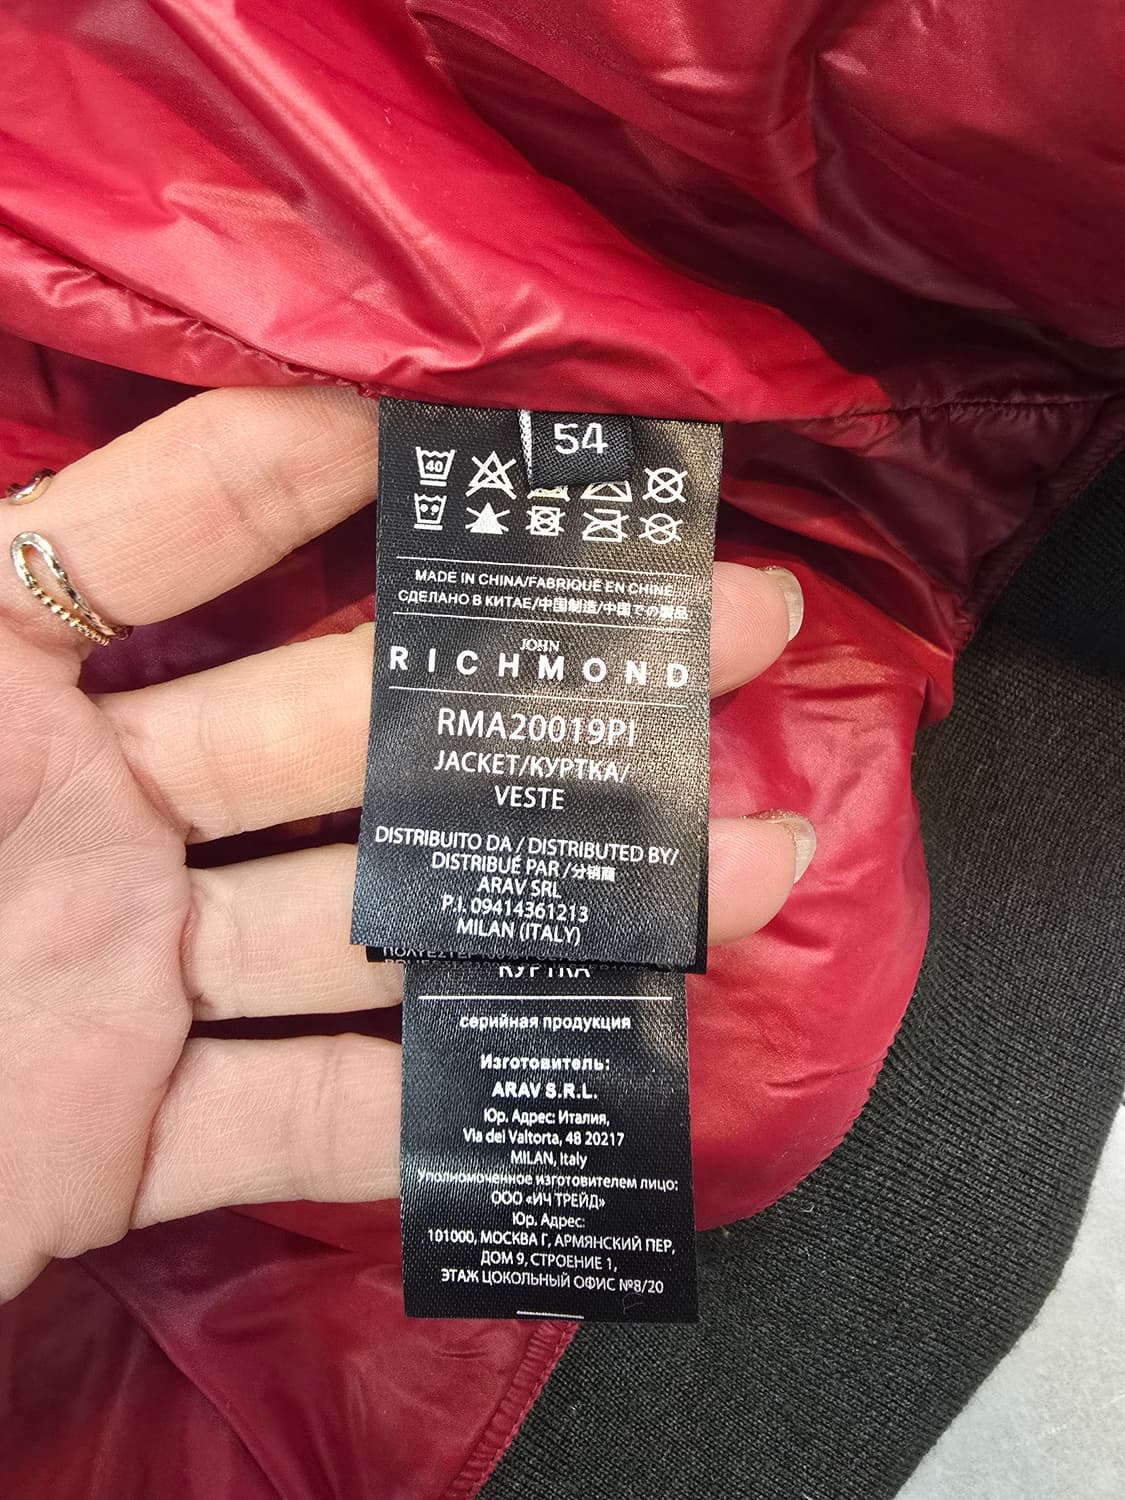 54
40
MADE IN CHINA/FABRIQUÉ EN CHINE
СДЕЛАНО В КИТАЕ/中国制造/中国での製品
JOHN
RICHMOND
RMA20019PI
JACKET/КУРТКА/
VESTE
DISTRIBUITO DA / DISTRIBUTED BY/
DISTRIBUÉ PAR /分销商
ARAV SRL
P.I. 09414361213
MILAN (ITALY)
КУРТКА
серийная продукция
Изготовитель:
ARAV S.R.L.
Юр. Адрес: Италия,
Via del Valtorta, 48 20217
MILAN, Italy
Уполномоченное изготовителем лицо:
ООО «ИЧ ТРЕЙД»
Юр. Адрес:
101000, МОСКВА Г, АРМЯНСКИЙ ПЕР,
ДОМ 9, СТРОЕНИЕ 1,
ЭТАЖ ЦОКОЛЬНЫЙ ОФИС №8/20